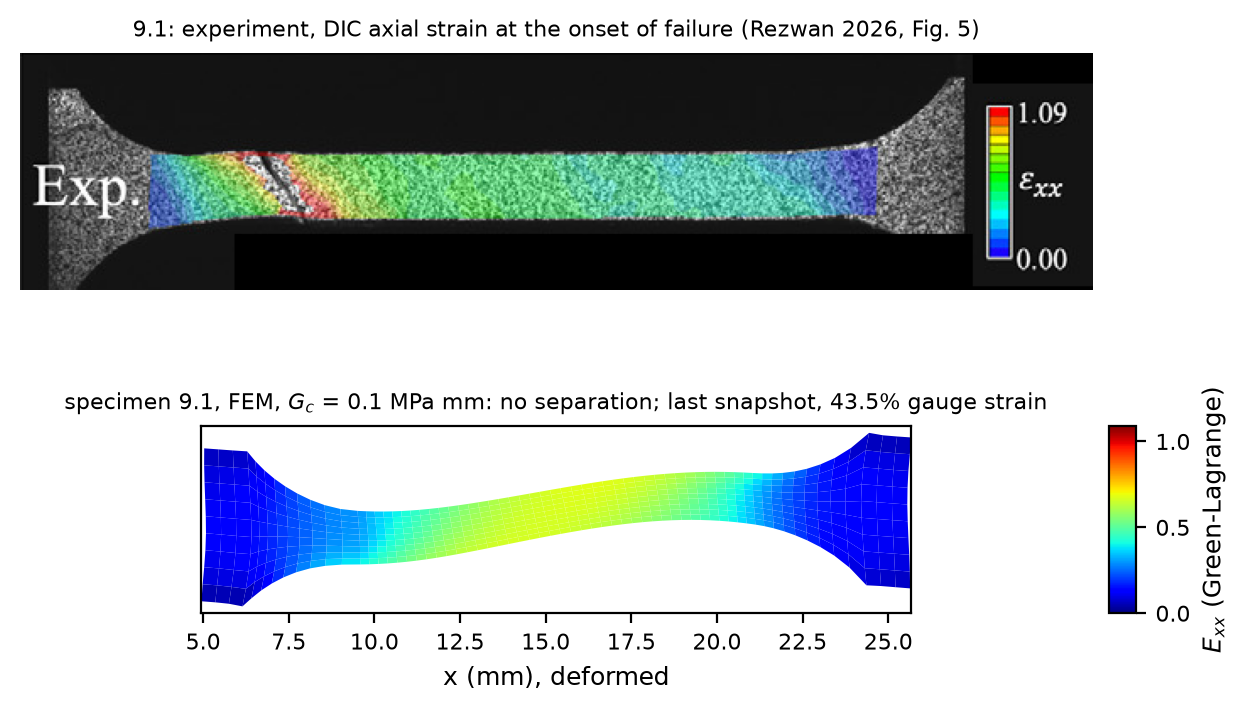 9.1: experiment, DIC axial strain at the onset of failure (Rezwan 2026, Fig. 5)
Exp.
1.09
εxx
0.00
specimen 9.1, FEM, Gc = 0.1 MPa mm: no separation; last snapshot, 43.5% gauge strain
1.0
0.5
0.0
Exx (Green-Lagrange)
5.0 7.5 10.0 12.5 15.0 17.5 20.0 22.5 25.0
x (mm), deformed